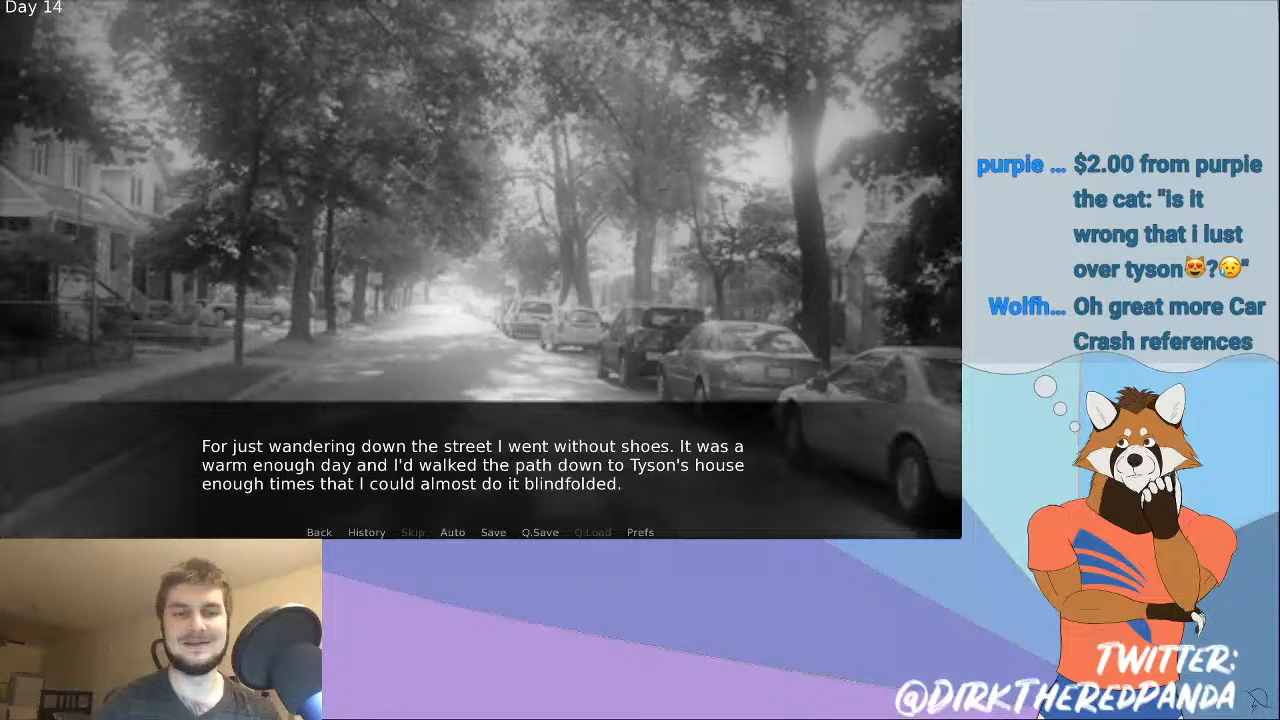 Day 14
purpie ... $2.00 from purpie
the cat: "is it
wrong that i lust
over tyson😻?😥"
Wolfh... Oh great more Car
Crash references
For just wandering down the street I went without shoes. It was a
warm enough day and I'd walked the path down to Tyson's house
enough times that I could almost do it blindfolded.
Back History Skip Auto Save Q.Save Q.Load Prefs
TWITTER:
@DIRKTHEREDPANDA